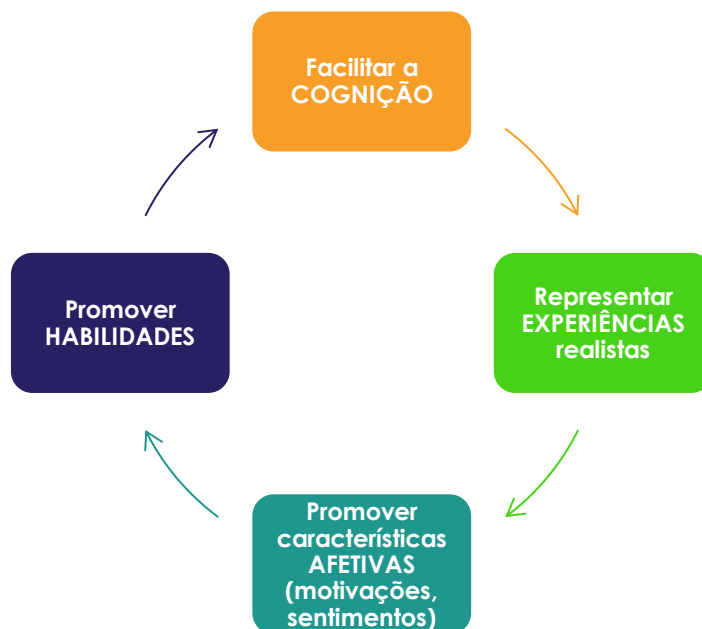 Facilitar a
COGNIÇÃO
Representar
EXPERIÊNCIAS
realistas
Promover
características
AFETIVAS
(motivações,
sentimentos)
Promover
HABILIDADES